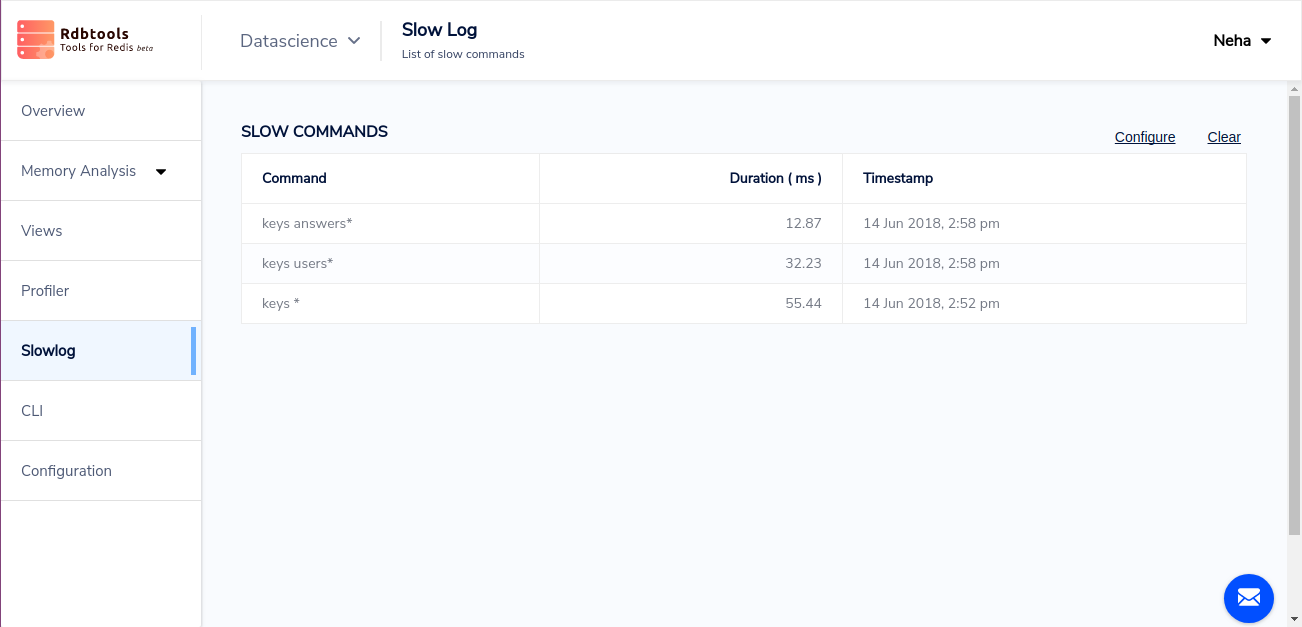 Rdbtools
Tools for Redis beta
Datascience
Slow Log
List of slow commands
Neha
Overview
Memory Analysis
Views
Profiler
Slowlog
CLI
Configuration
SLOW COMMANDS
Configure Clear
Command Duration ( ms ) Timestamp
keys answers* 12.87 14 Jun 2018, 2:58 pm
keys users* 32.23 14 Jun 2018, 2:58 pm
keys * 55.44 14 Jun 2018, 2:52 pm